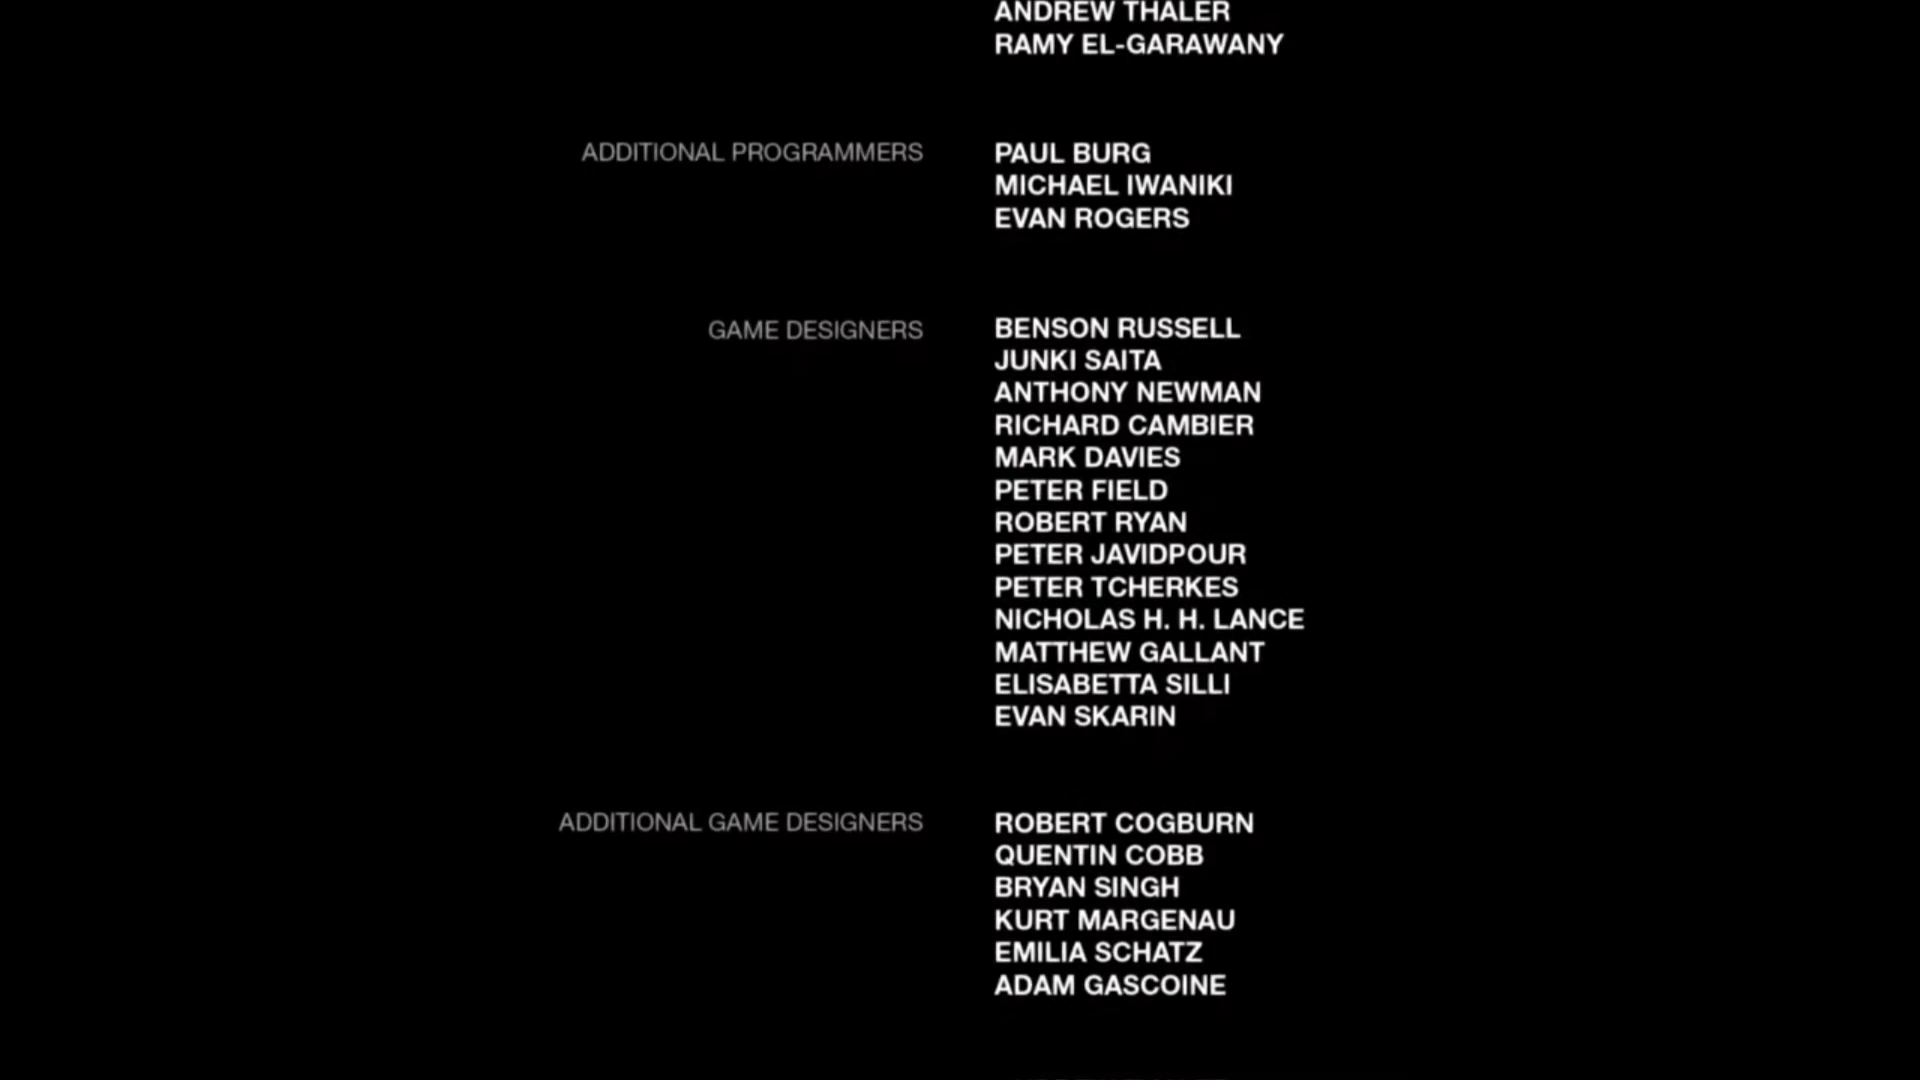 ANDREW THALER
RAMY EL-GARAWANY
ADDITIONAL PROGRAMMERS
PAUL BURG
MICHAEL IWANIKI
EVAN ROGERS
GAME DESIGNERS
BENSON RUSSELL
JUNKI SAITA
ANTHONY NEWMAN
RICHARD CAMBIER
MARK DAVIES
PETER FIELD
ROBERT RYAN
PETER JAVIDPOUR
PETER TCHERKES
NICHOLAS H. H. LANCE
MATTHEW GALLANT
ELISABETTA SILLI
EVAN SKARIN
ADDITIONAL GAME DESIGNERS
ROBERT COGBURN
QUENTIN COBB
BRYAN SINGH
KURT MARGENAU
EMILIA SCHATZ
ADAM GASCOINE